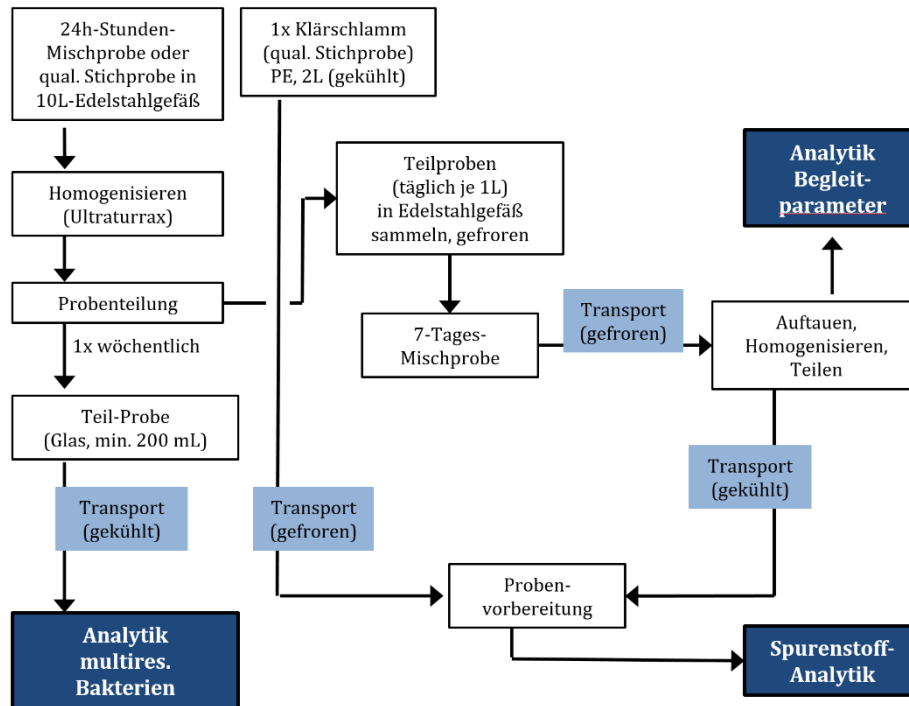 24h-Stunden-
Mischprobe oder
qual. Stichprobe in
10L-Edelstahlgefäß
1x Klärschlamm
(qual. Stichprobe)
PE, 2L (gekühlt)
Homogenisieren
(Ultraturrax)
Teilproben
(täglich je 1L)
in Edelstahlgefäß
sammeln, gefroren
Analytik
Begleit-
parameter
Probenteilung
1x wöchentlich
7-Tages-
Mischprobe
Transport
(gefroren)
Auftauen,
Homogenisieren,
Teilen
Teil-Probe
(Glas, min. 200 mL)
Transport
(gekühlt)
Transport
(gefroren)
Transport
(gekühlt)
Proben-
vorbereitung
Analytik
multires.
Bakterien
Spurenstoff-
Analytik